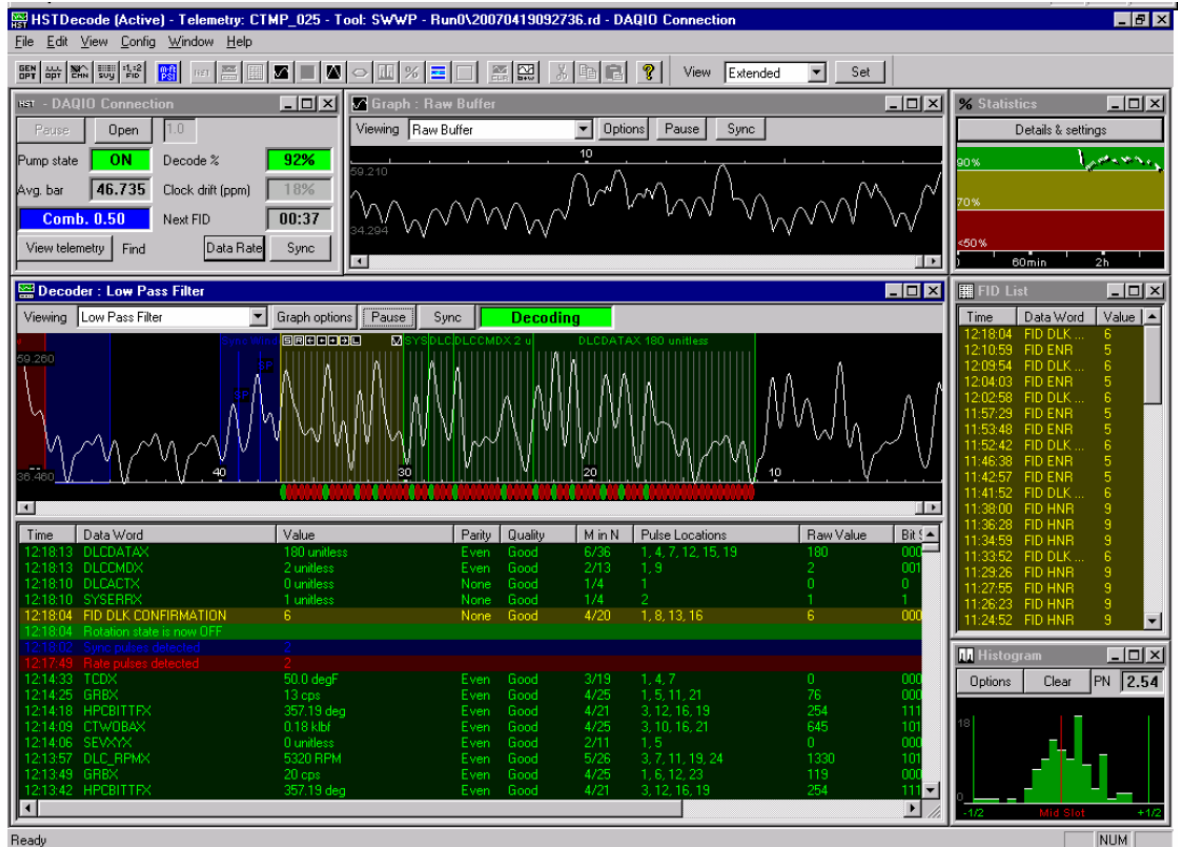 HSTDecode (Active) - Telemetry: CTMP_025 - Tool: SWWP - Run0\20070419092736.rd - DAQIO Connection
File Edit View Config Window Help
View Extended Set
HST - DAQIO Connection
Pause Open 1.0
Pump state ON Decode % 92%
Avg. bar 46.735 Clock drift (ppm) 18%
Comb. 0.50 Next FID 00:37
View telemetry Find Data Rate Sync
Graph : Raw Buffer
Viewing Raw Buffer Options Pause Sync
10
59.210
34.294
% Statistics
Details & settings
90%
70%
<50%
60min 2h
Decoder : Low Pass Filter
Viewing Low Pass Filter Graph options Pause Sync Decoding
SYS DLC DLCCMDX 2 u DLCDATAX 180 unitless
59.260
SP
SP
36.460
40 30 20 10
Time Data Word Value Parity Quality M in N Pulse Locations Raw Value
12:18:13 DLCDATAX 180 unitless Even Good 6/36 1, 4, 7, 12, 15, 19 180 000
12:18:13 DLCCMDX 2 unitless Even Good 2/13 1, 9 2 001
12:18:10 DLCACTX 0 unitless None Good 1/4 1 0 0
12:18:10 SYSERRX 1 unitless None Good 1/4 2 1 1
12:18:04 FID DLK CONFIRMATION 6 None Good 4/20 1, 8, 13, 16 6 000
12:18:04 Rotation state is now OFF
12:18:02 Sync pulses detected 2
12:17:49 Rate pulses detected 2
12:14:33 TCDX 50.0 degF Even Good 3/19 1, 4, 7 0 000
12:14:25 GRBX 13 cps Even Good 4/25 1, 5, 11, 21 76 000
12:14:18 HPCBITTFX 357.19 deg Even Good 4/21 3, 12, 16, 19 254 111
12:14:09 CTWOBAX 0.18 klbf Even Good 4/25 3, 10, 16, 21 645 101
12:14:06 SEVXYX 0 unitless Even Good 2/11 1, 5 0 000
12:13:57 DLC_RPMX 5320 RPM Even Good 5/26 3, 7, 11, 19, 24 1330 101
12:13:49 GRBX 20 cps Even Good 4/25 1, 6, 12, 23 119 000
12:13:42 HPCBITTFX 357.19 deg Even Good 4/21 3, 12, 16, 19 254 111
FID List
Time Data Word Value
12:18:04 FID DLK ... 6
12:10:59 FID ENR 5
12:09:54 FID DLK ... 6
12:04:03 FID ENR 5
12:02:58 FID DLK ... 6
11:57:29 FID ENR 5
11:53:48 FID ENR 5
11:52:42 FID DLK ... 6
11:46:38 FID ENR 5
11:42:57 FID ENR 5
11:41:52 FID DLK ... 6
11:38:00 FID HNR 9
11:36:28 FID HNR 9
11:34:59 FID HNR 9
11:33:52 FID DLK ... 6
11:29:26 FID HNR 9
11:27:55 FID HNR 9
11:26:23 FID HNR 9
11:24:52 FID HNR 9
Histogram
Options Clear PN 2.54
18
0
-1/2 Mid Slot +1/2
Ready NUM